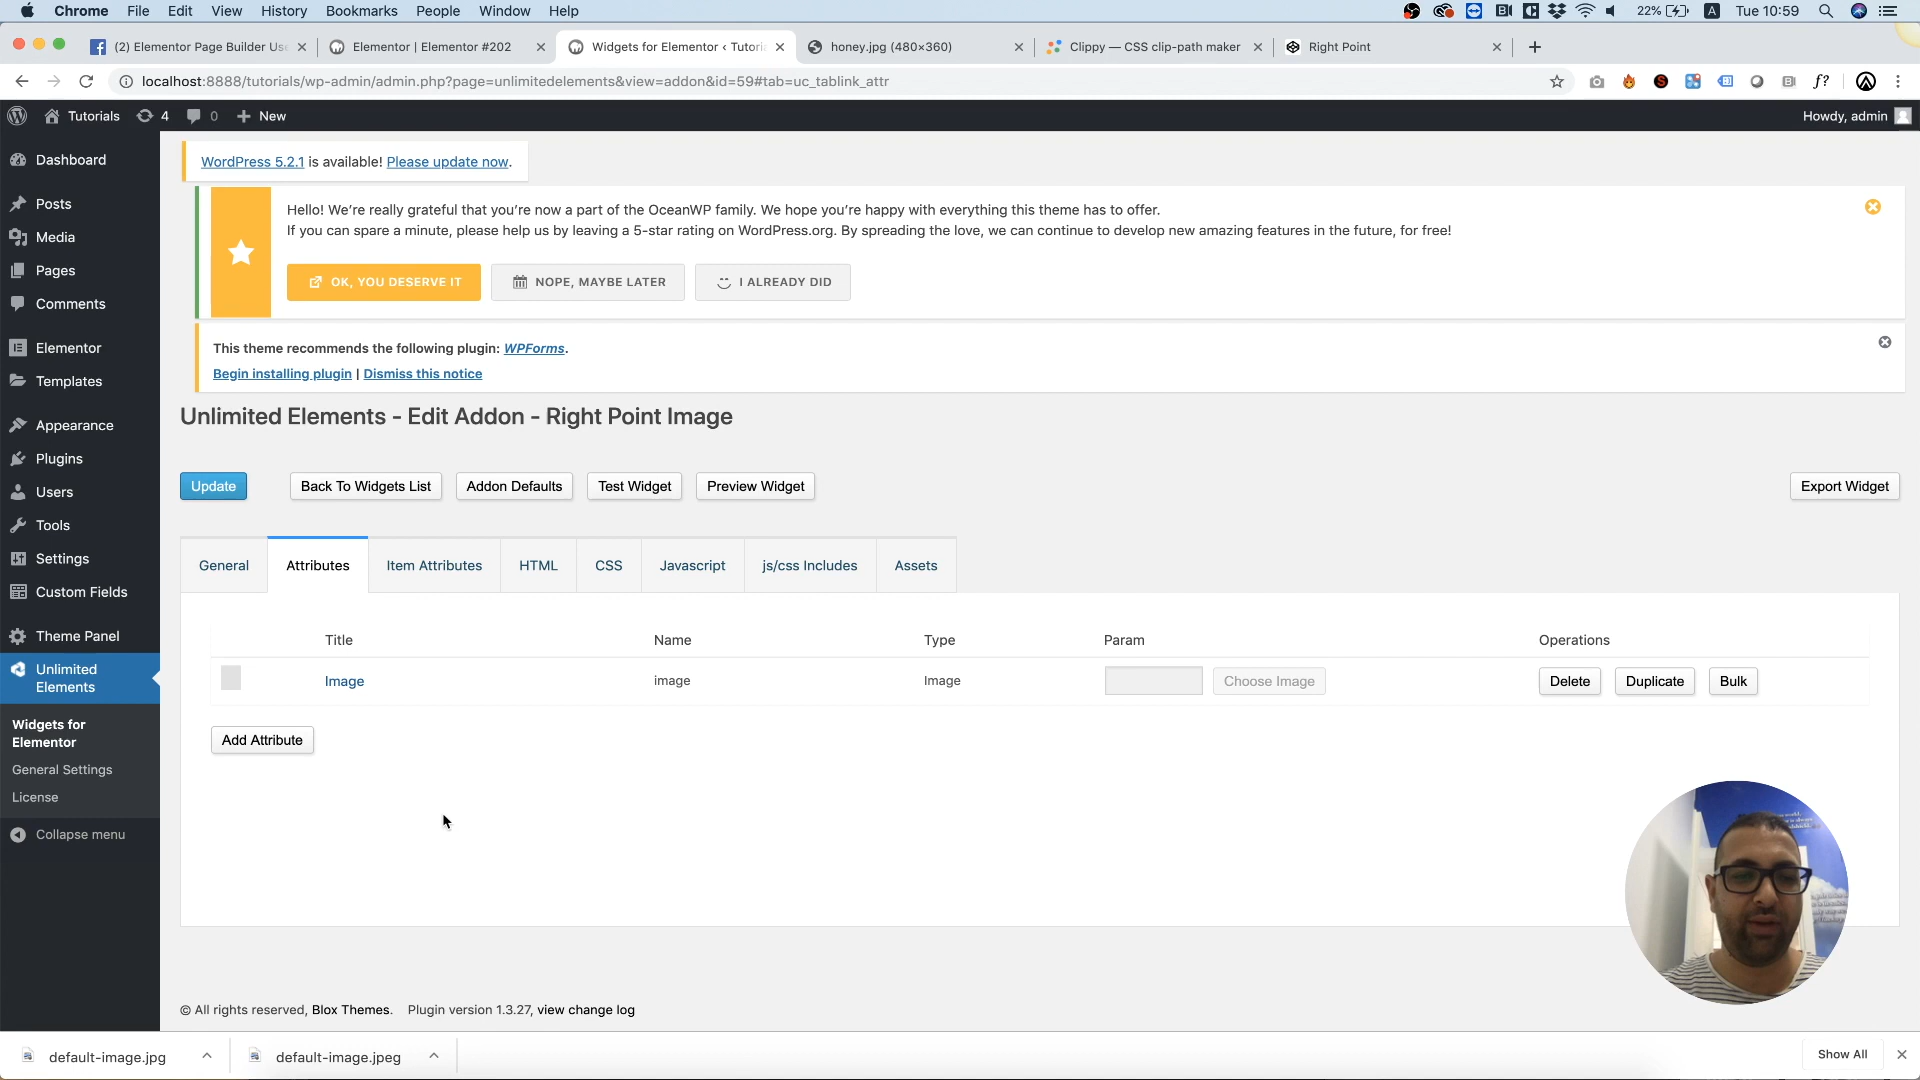 Chrome File Edit View History Bookmarks People Window Help
22% A Tue 10:59
(2) Elementor Page Builder Us
Elementor | Elementor #202
Widgets for Elementor ‹ Tutoria
honey.jpg (480×360)
Clippy — CSS clip-path maker
Right Point
localhost:8888/tutorials/wp-admin/admin.php?page=unlimitedelements&view=addon&id=59#tab=uc_tablink_attr
f?
Tutorials 4 0 New
Howdy, admin
Dashboard
Posts
Media
Pages
Comments
Elementor
Templates
Appearance
Plugins
Users
Tools
Settings
Custom Fields
Theme Panel
Unlimited
Elements
Widgets for
Elementor
General Settings
License
Collapse menu
WordPress 5.2.1 is available! Please update now.
Hello! We're really grateful that you're now a part of the OceanWP family. We hope you're happy with everything this theme has to offer.
If you can spare a minute, please help us by leaving a 5-star rating on WordPress.org. By spreading the love, we can continue to develop new amazing features in the future, for free!
OK, YOU DESERVE IT
NOPE, MAYBE LATER
I ALREADY DID
This theme recommends the following plugin: WPForms.
Begin installing plugin | Dismiss this notice
Unlimited Elements - Edit Addon - Right Point Image
Update
Back To Widgets List
Addon Defaults
Test Widget
Preview Widget
Export Widget
General
Attributes
Item Attributes
HTML
CSS
Javascript
js/css Includes
Assets
Title Name Type Param Operations
Image image Image Choose Image Delete Duplicate Bulk
Add Attribute
© All rights reserved, Blox Themes. Plugin version 1.3.27, view change log
default-image.jpg
default-image.jpeg
Show All